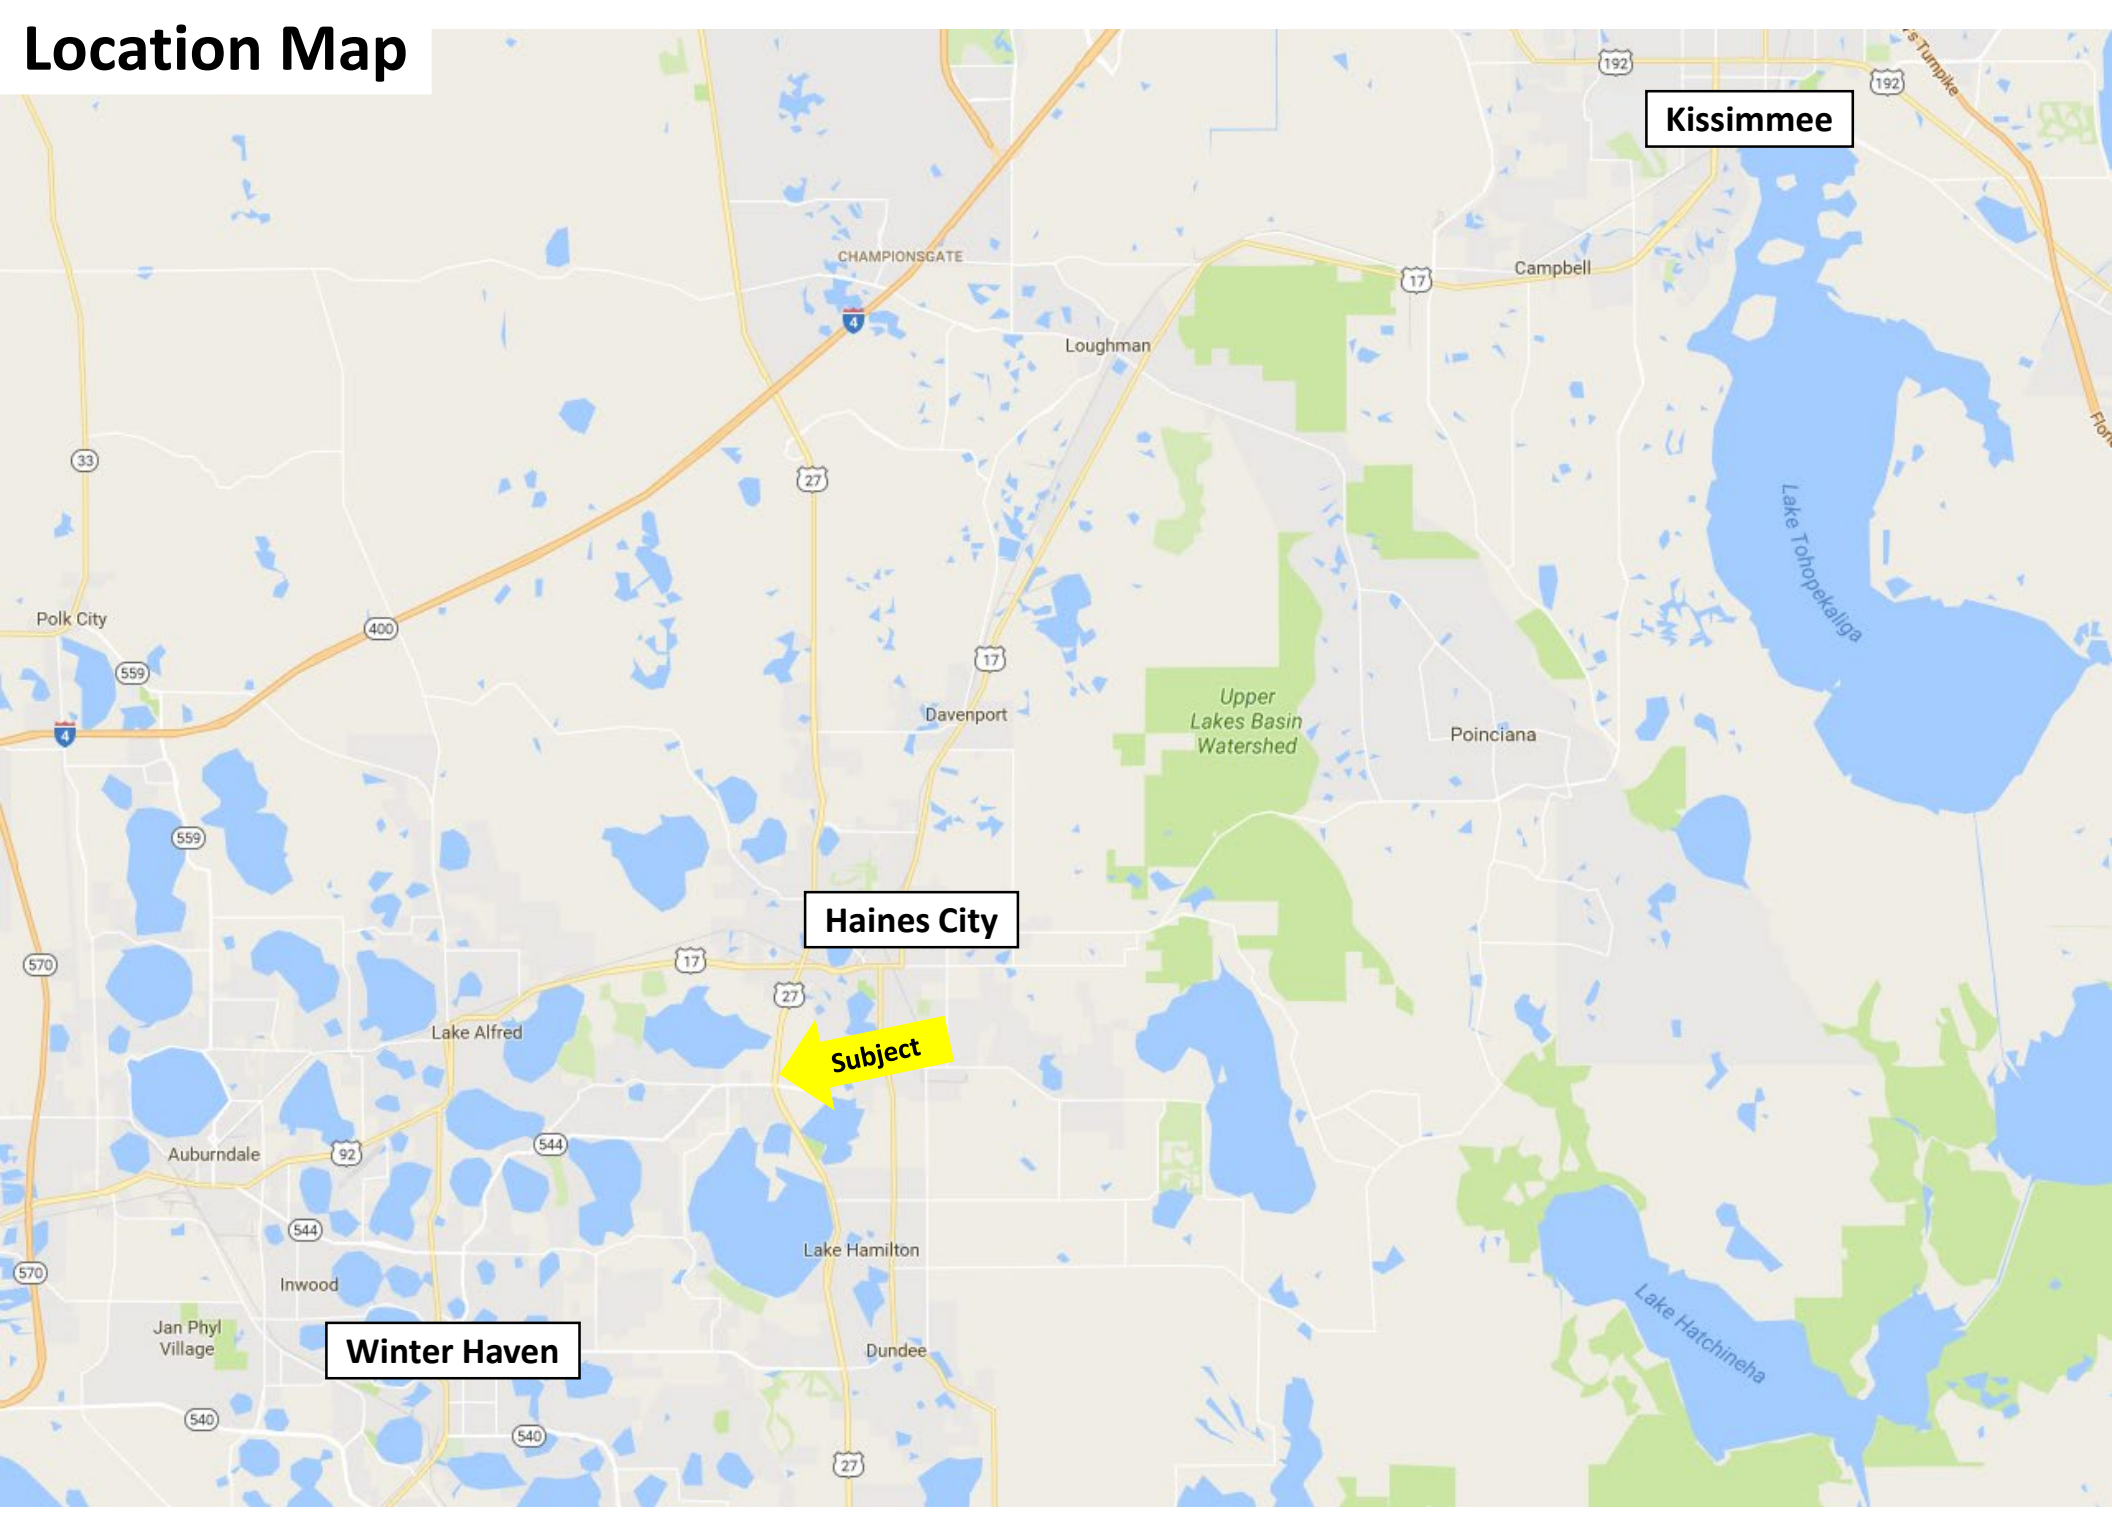 Location Map
192
's Turnpike
192
Kissimmee
CHAMPIONSGATE
Campbell
17
4
Loughman
33
27
Lake Tohopekaliga
Polk City
400
559
17
Davenport
Upper
Lakes Basin
Watershed
Poinciana
4
559
Haines City
570
17
27
Lake Alfred
Subject
Auburndale
92
544
544
Lake Hamilton
570
Inwood
Lake Hatchineha
Jan Phyl
Village
Winter Haven
Dundee
540
540
27